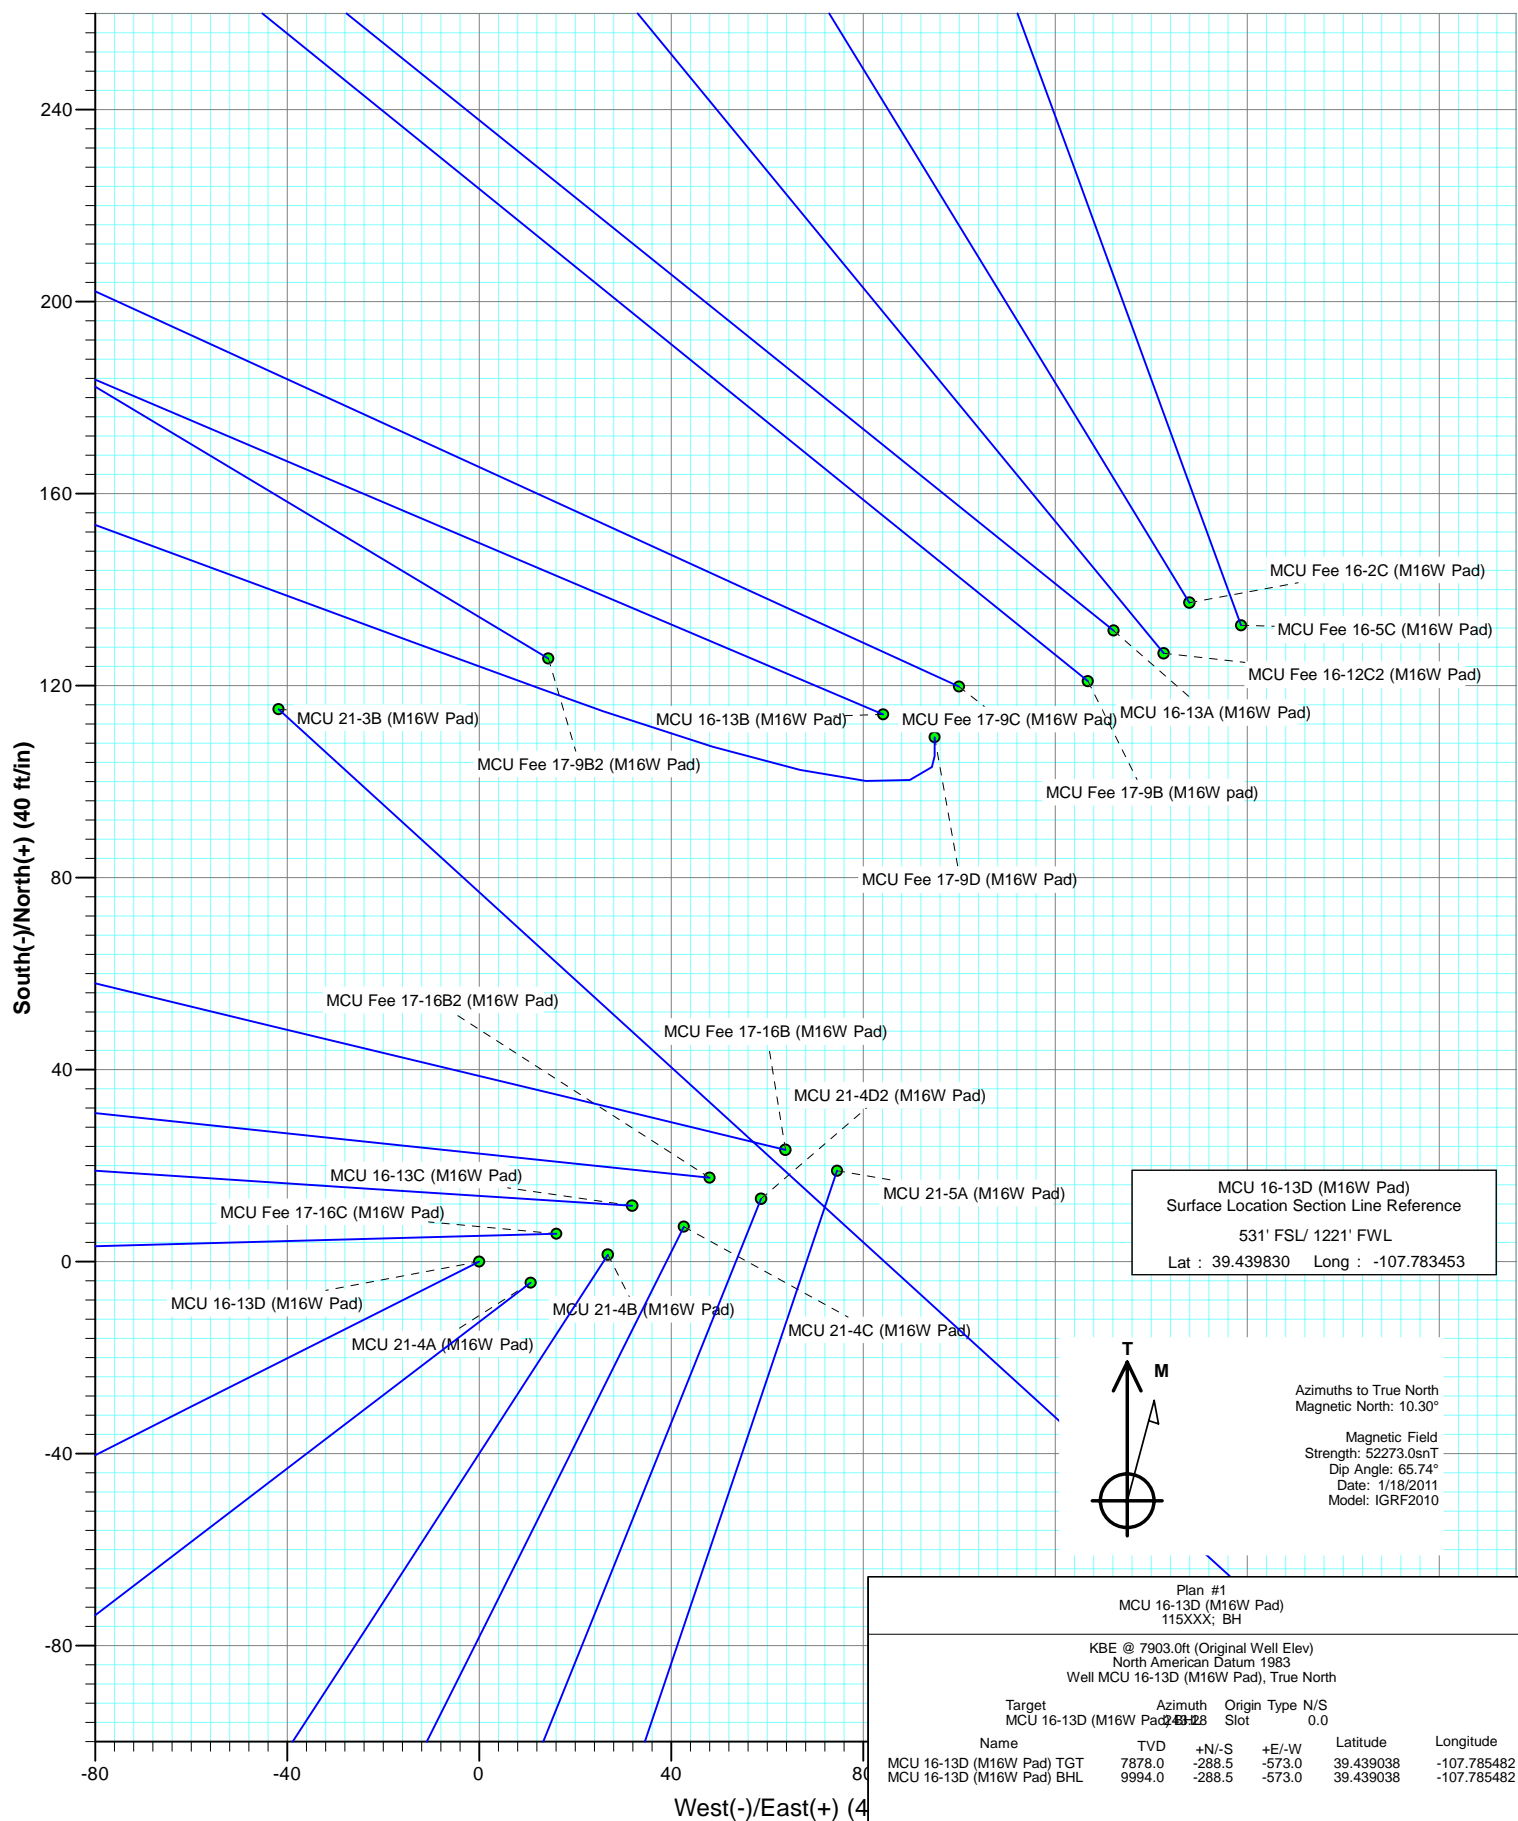 240
200
160
120
80
40
0
-40
-80
South(-)/North(+) (40 ft/in)
MCU Fee 16-2C (M16W Pad)
MCU Fee 16-5C (M16W Pad)
MCU Fee 16-12C2 (M16W Pad)
MCU 16-13A (M16W Pad)
MCU 21-3B (M16W Pad)
MCU 16-13B (M16W Pad)
MCU Fee 17-9C (M16W Pad)
MCU Fee 17-9B2 (M16W Pad)
MCU Fee 17-9B (M16W pad)
MCU Fee 17-9D (M16W Pad)
MCU Fee 17-16B2 (M16W Pad)
MCU Fee 17-16B (M16W Pad)
MCU 21-4D2 (M16W Pad)
MCU 16-13C (M16W Pad)
MCU 21-5A (M16W Pad)
MCU Fee 17-16C (M16W Pad)
MCU 16-13D (M16W Pad)
MCU 21-4B (M16W Pad)
MCU 21-4C (M16W Pad)
MCU 21-4A (M16W Pad)
MCU 16-13D (M16W Pad)
Surface Location Section Line Reference
531' FSL/ 1221' FWL
Lat : 39.439830 Long : -107.783453
T
M
Azimuths to True North
Magnetic North: 10.30°
Magnetic Field
Strength: 52273.0snT
Dip Angle: 65.74°
Date: 1/18/2011
Model: IGRF2010
Plan #1
MCU 16-13D (M16W Pad)
115XXX; BH
KBE @ 7903.0ft (Original Well Elev)
North American Datum 1983
Well MCU 16-13D (M16W Pad), True North
Target Azimuth Origin Type N/S
MCU 16-13D (M16W Pad) Slot 0.0
Name TVD +N/-S +E/-W Latitude Longitude
MCU 16-13D (M16W Pad) TGT 7878.0 -288.5 -573.0 39.439038 -107.785482
MCU 16-13D (M16W Pad) BHL 9994.0 -288.5 -573.0 39.439038 -107.785482
-80 -40 0 40 80
West(-)/East(+) (4